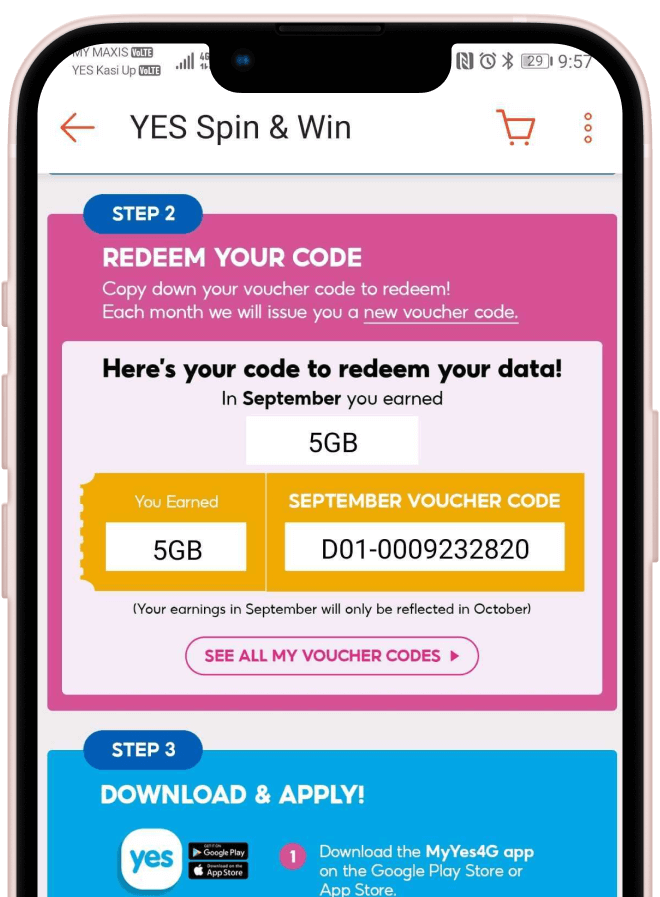 MY MAXIS VoLTE
YES Kasi Up VoLTE
4G
29
9:57
YES Spin & Win
STEP 2
REDEEM YOUR CODE
Copy down your voucher code to redeem!
Each month we will issue you a new voucher code.
Here's your code to redeem your data!
In September you earned
5GB
You Earned
SEPTEMBER VOUCHER CODE
5GB
D01-0009232820
(Your earnings in September will only be reflected in October)
SEE ALL MY VOUCHER CODES
STEP 3
DOWNLOAD & APPLY!
yes
GET IT ON
Google Play
Download on the
App Store
1
Download the MyYes4G app
on the Google Play Store or
App Store.